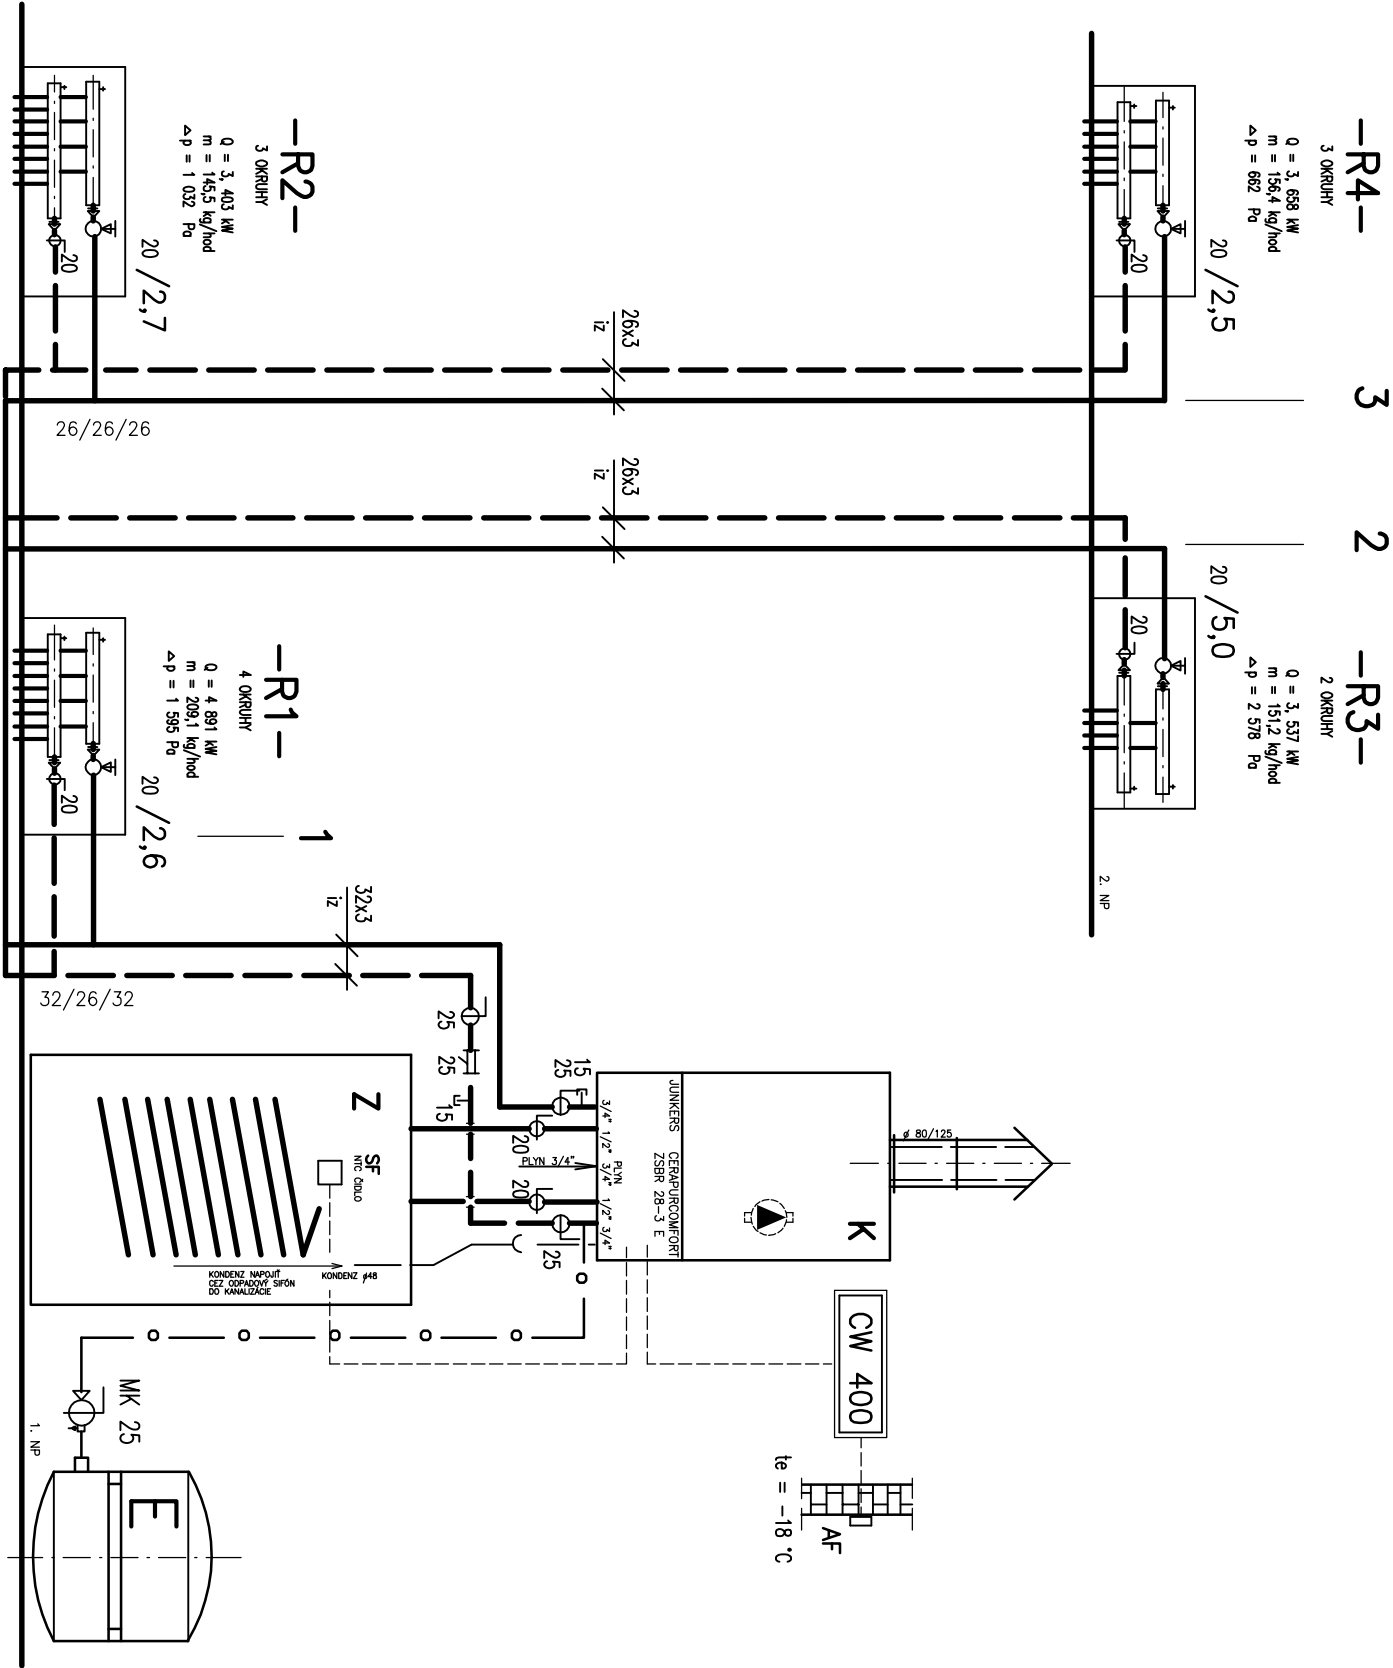 -R4-
3 OKRUHY
Q = 3, 658 kW
m = 156,4 kg/hod
Δp = 662 Pa
20 /2,5
20
3
2
-R3-
2 OKRUHY
Q = 3, 537 kW
m = 151,2 kg/hod
Δp = 2 578 Pa
20 /5,0
20
2. NP
-R2-
3 OKRUHY
Q = 3, 403 kW
m = 145,5 kg/hod
Δp = 1 032 Pa
20 /2,7
20
26x3
iz
26x3
iz
26/26/26
-R1-
4 OKRUHY
Q = 4 891 kW
m = 209,1 kg/hod
Δp = 1 595 Pa
20 /2,6
20
1
32x3
iz
32/26/32
25
25
15
15
25
20
PLYN 3/4"
20
25
3/4"
1/2"
PLYN
3/4"
1/2"
3/4"
JUNKERS CERAPURCOMFORT
ZSBR 28-3 E
K
ø 80/125
Z
SF
NTC ČIDLO
KONDENZ NAPOJIŤ
CEZ ODPADOVÝ SIFÓN
DO KANALIZÁCIE
KONDENZ ø48
CW 400
AF
te = -18 °C
MK 25
1. NP
E